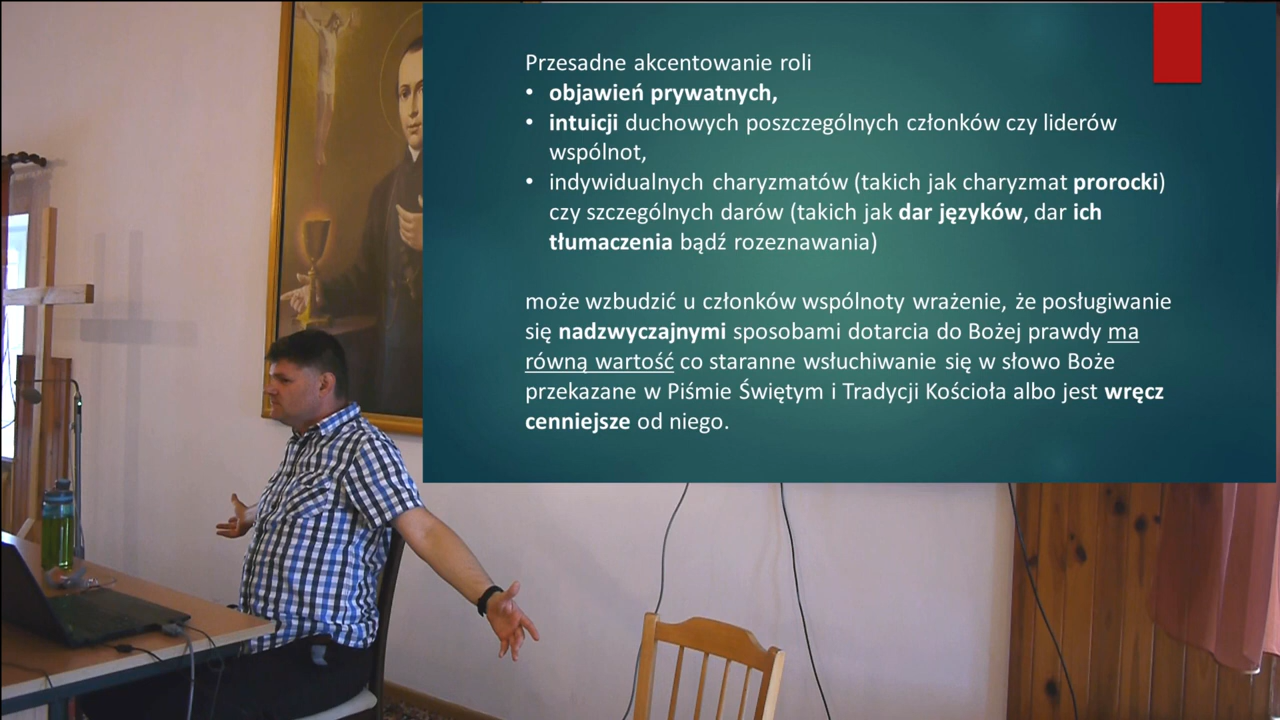 Przesadne akcentowanie roli
• objawień prywatnych,
• intuicji duchowych poszczególnych członków czy liderów
wspólnot,
• indywidualnych charyzmatów (takich jak charyzmat prorocki)
czy szczególnych darów (takich jak dar języków, dar ich
tłumaczenia bądź rozeznawania)
może wzbudzić u członków wspólnoty wrażenie, że posługiwanie
się nadzwyczajnymi sposobami dotarcia do Bożej prawdy ma
równą wartość co staranne wsłuchiwanie się w słowo Boże
przekazane w Piśmie Świętym i Tradycji Kościoła albo jest wręcz
cenniejsze od niego.